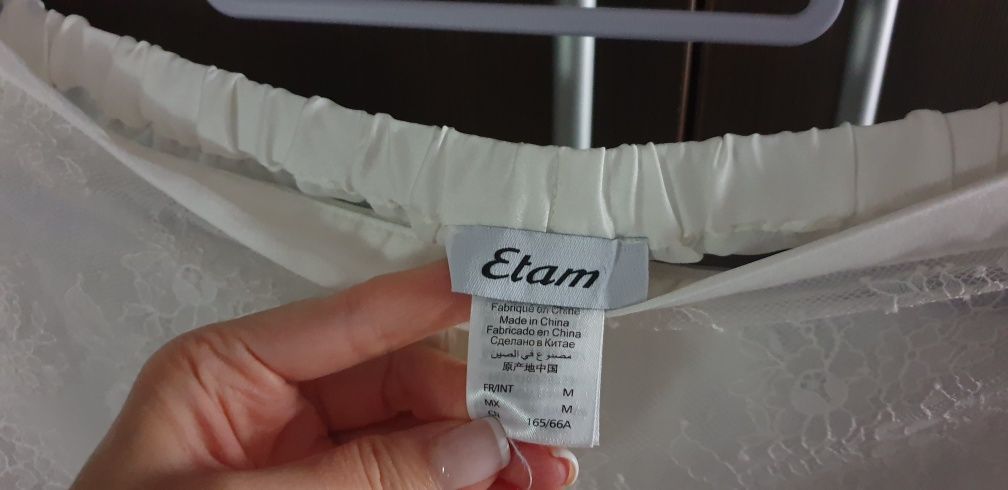 Etam
Fabriqué en Chine
Made in China
Fabricado en China
Сделано в Китае
مصنوع في الصين
原产地中国
FR/INT M
MX M
CN 165/66A